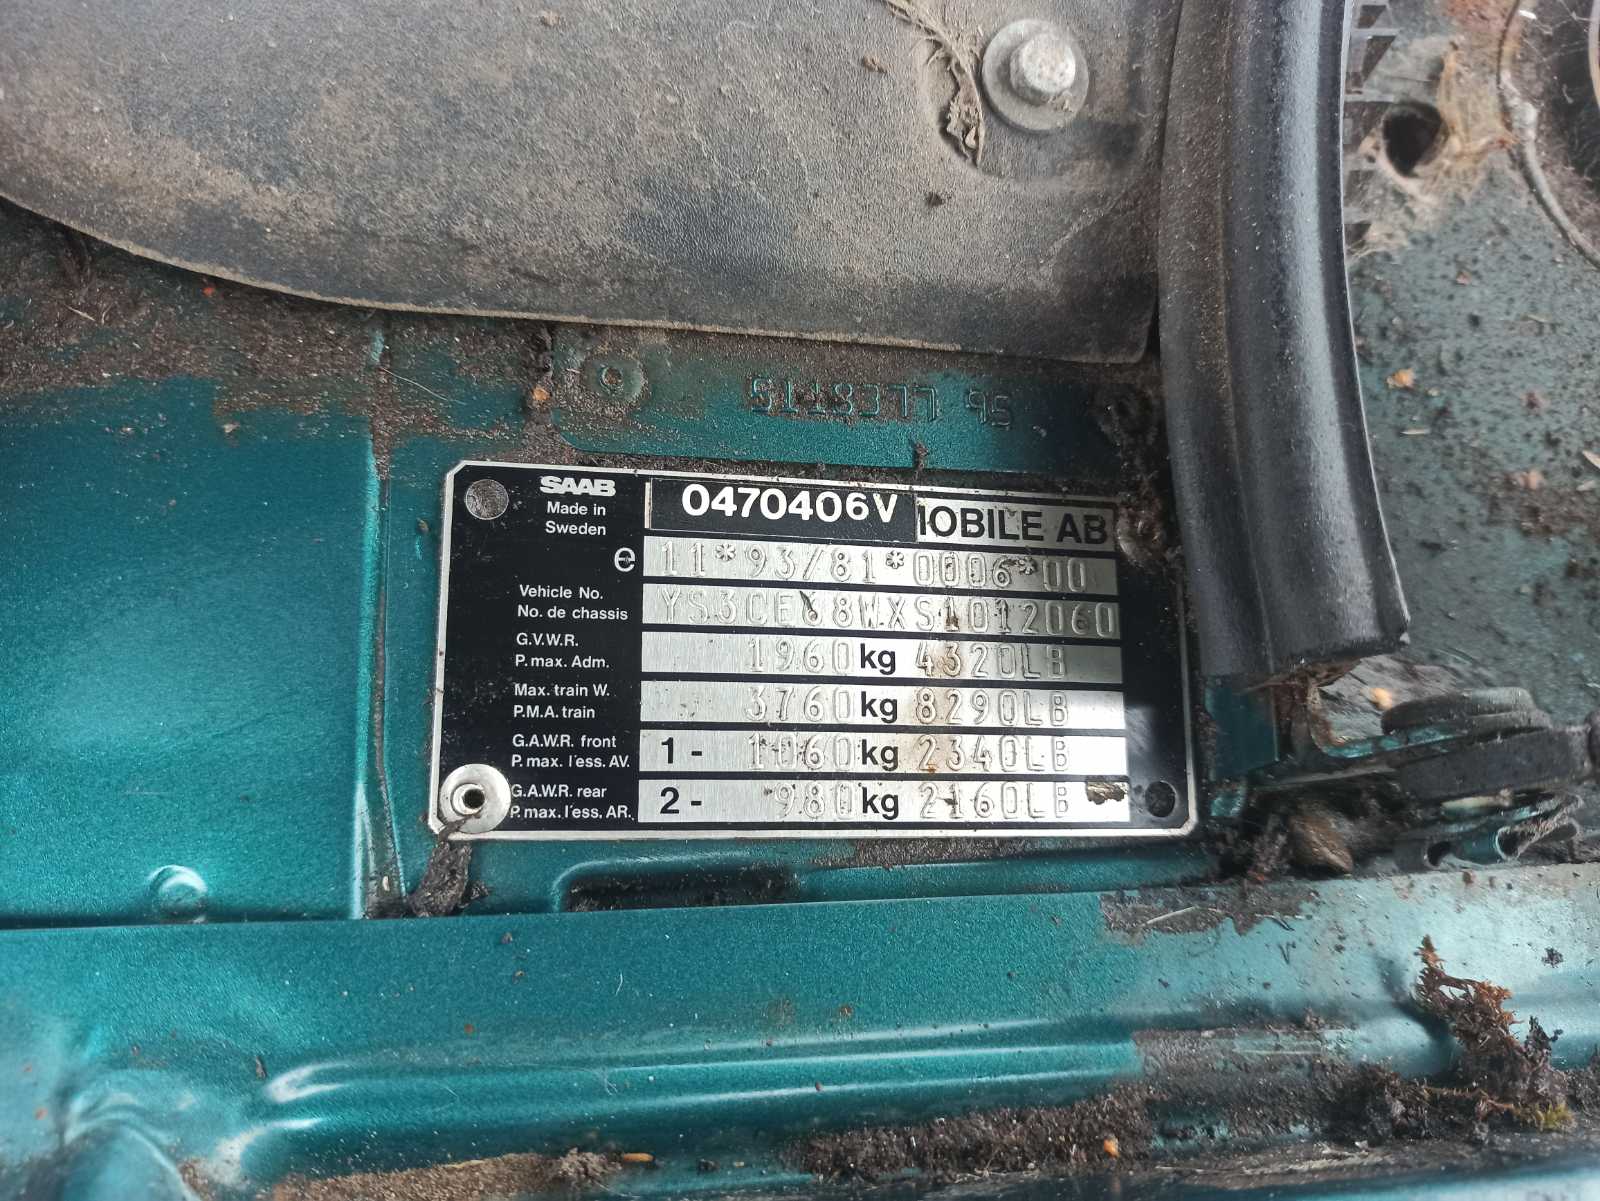 SAAB
Made in
Sweden
0470406V
IOBILE AB
e 11*93/81*0006*00
Vehicle No.
No. de chassis
YS3CE68WXS1012060
G.V.W.R.
P. max. Adm.
1960 kg 4320LB
Max. train W.
P.M.A. train
3760 kg 8290LB
G.A.W.R. front
P. max. l'ess. AV.
1 - 1060 kg 2340LB
G.A.W.R. rear
P. max. l'ess. AR.
2 - 980 kg 2160LB